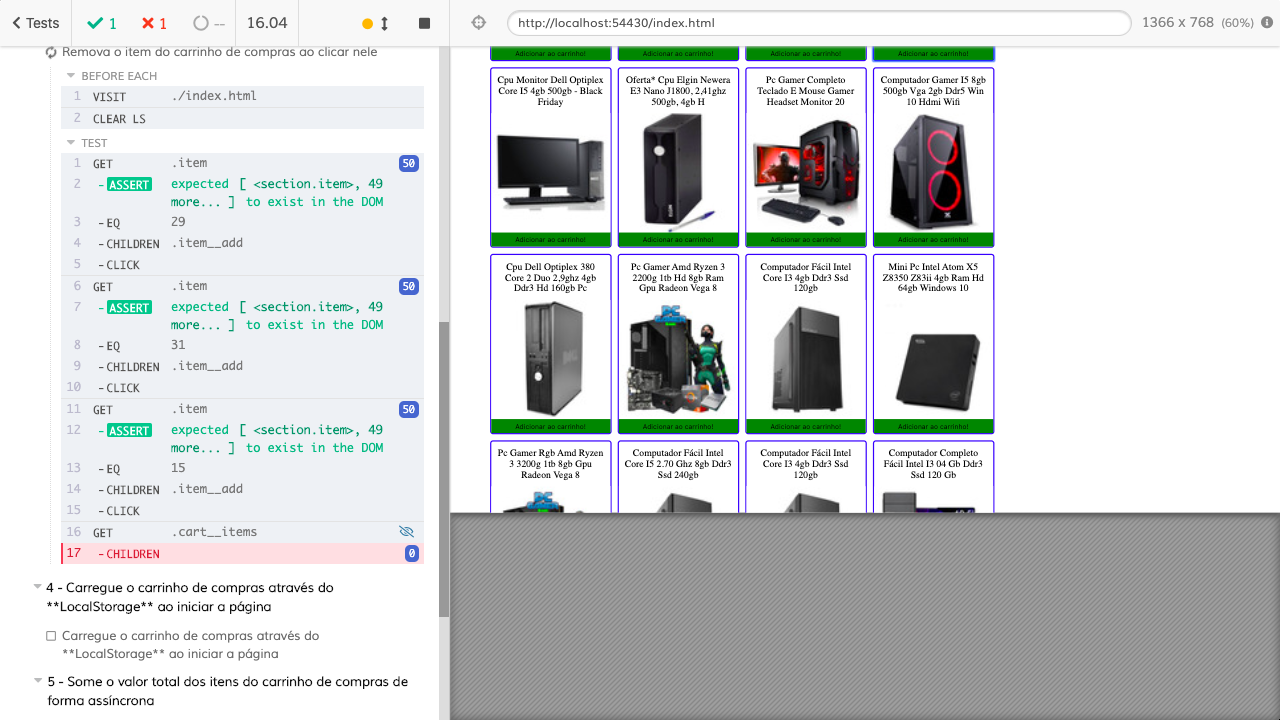 Tests
1
1
--
16.04
http://localhost:54430/index.html
1366 x 768 (60%)
Remova o item do carrinho de compras ao clicar nele
BEFORE EACH
1 VISIT ./index.html
2 CLEAR LS
TEST
1 GET .item 50
2 -ASSERT expected [ <section.item>, 49
more... ] to exist in the DOM
3 -EQ 29
4 -CHILDREN .item__add
5 -CLICK
6 GET .item 50
7 -ASSERT expected [ <section.item>, 49
more... ] to exist in the DOM
8 -EQ 31
9 -CHILDREN .item__add
10 -CLICK
11 GET .item 50
12 -ASSERT expected [ <section.item>, 49
more... ] to exist in the DOM
13 -EQ 15
14 -CHILDREN .item__add
15 -CLICK
16 GET .cart__items
17 -CHILDREN 0
4 - Carregue o carrinho de compras através do
**LocalStorage** ao iniciar a página
Carregue o carrinho de compras através do
**LocalStorage** ao iniciar a página
5 - Some o valor total dos itens do carrinho de compras de
forma assíncrona
Adicionar ao carrinho!
Adicionar ao carrinho!
Adicionar ao carrinho!
Adicionar ao carrinho!
Cpu Monitor Dell Optiplex
Core I5 4gb 500gb - Black
Friday
Adicionar ao carrinho!
Oferta* Cpu Elgin Newera
E3 Nano J1800, 2,41ghz
500gb, 4gb H
Adicionar ao carrinho!
Pc Gamer Completo
Teclado E Mouse Gamer
Headset Monitor 20
Adicionar ao carrinho!
Computador Gamer I5 8gb
500gb Vga 2gb Ddr5 Win
10 Hdmi Wifi
Adicionar ao carrinho!
Cpu Dell Optiplex 380
Core 2 Duo 2,9ghz 4gb
Ddr3 Hd 160gb Pc
Adicionar ao carrinho!
Pc Gamer Amd Ryzen 3
2200g 1tb Hd 8gb Ram
Gpu Radeon Vega 8
Adicionar ao carrinho!
Computador Fácil Intel
Core I3 4gb Ddr3 Ssd
120gb
Adicionar ao carrinho!
Mini Pc Intel Atom X5
Z8350 Z83ii 4gb Ram Hd
64gb Windows 10
Adicionar ao carrinho!
Pc Gamer Rgb Amd Ryzen
3 3200g 1tb 8gb Gpu
Radeon Vega 8
Computador Fácil Intel
Core I5 2.70 Ghz 8gb Ddr3
Ssd 240gb
Computador Fácil Intel
Core I3 4gb Ddr3 Ssd
120gb
Computador Completo
Fácil Intel I3 04 Gb Ddr3
Ssd 120 Gb